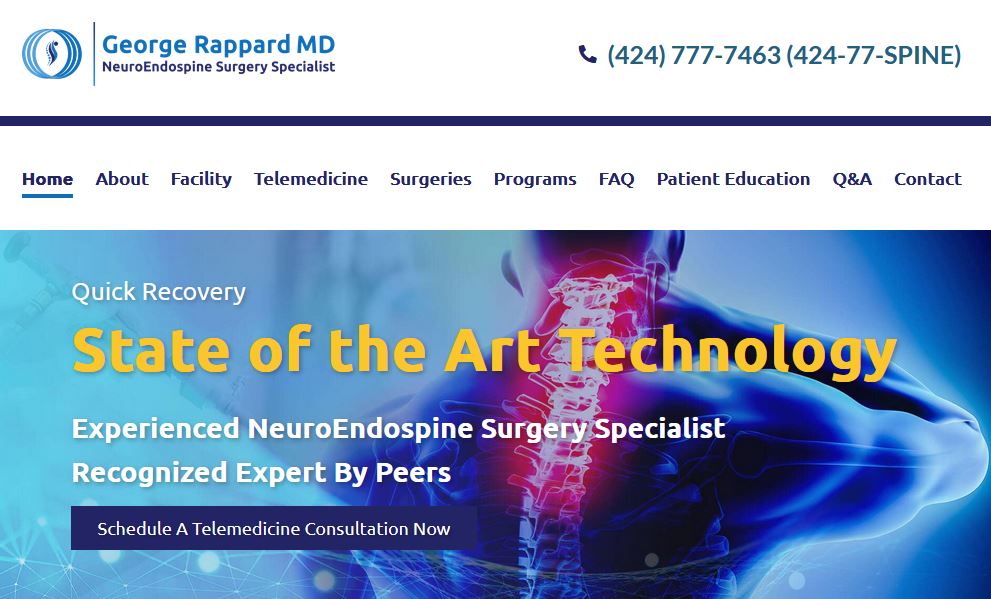 George Rappard MD
NeuroEndospine Surgery Specialist
(424) 777-7463 (424-77-SPINE)
Home About Facility Telemedicine Surgeries Programs FAQ Patient Education Q&A Contact
Quick Recovery
State of the Art Technology
Experienced NeuroEndospine Surgery Specialist
Recognized Expert By Peers
Schedule A Telemedicine Consultation Now